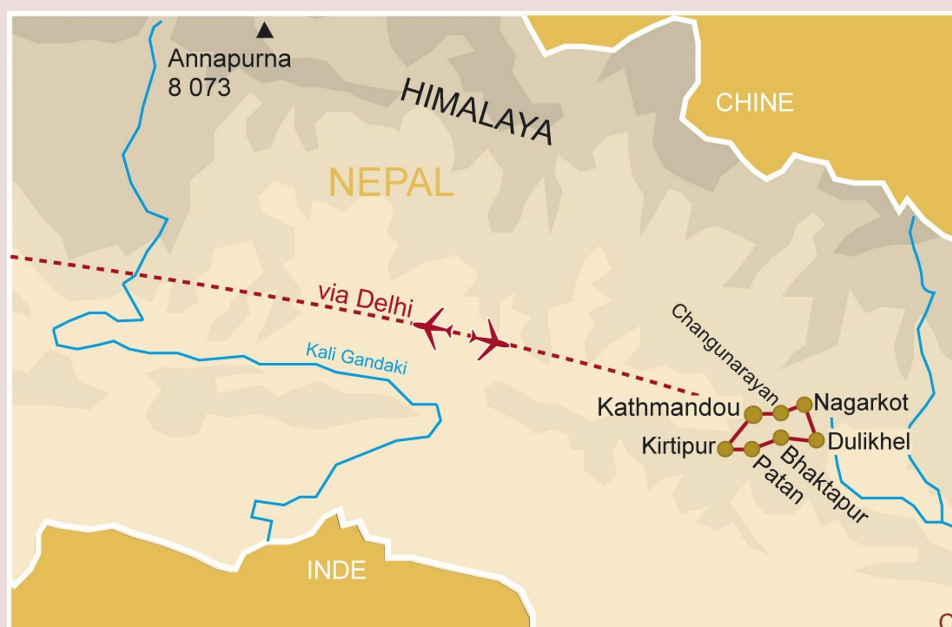 Annapurna
8 073
HIMALAYA
CHINE
NEPAL
via Delhi
Kali Gandaki
Changunarayan
Nagarkot
Kathmandou
Kirtipur
Dulikhel
Bhaktapur
Patan
INDE